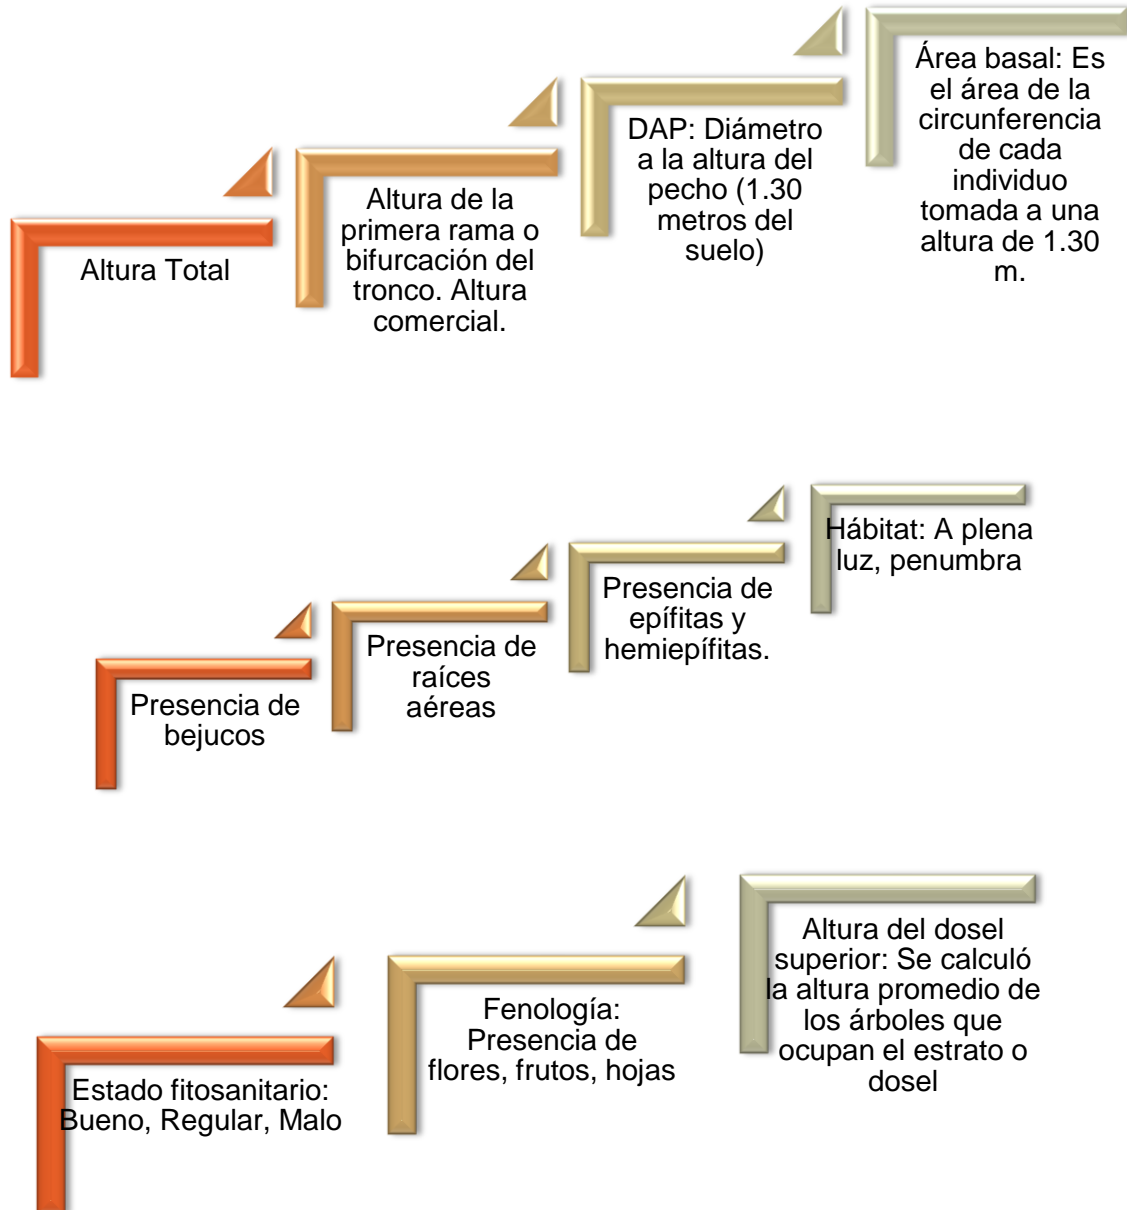 Altura Total
Altura de la
primera rama o
bifurcación del
tronco. Altura
comercial.
DAP: Diámetro
a la altura del
pecho (1.30
metros del
suelo)
Área basal: Es
el área de la
circunferencia
de cada
individuo
tomada a una
altura de 1.30
m.
Presencia de
bejucos
Presencia de
raíces
aéreas
Presencia de
epífitas y
hemiepífitas.
Hábitat: A plena
luz, penumbra
Estado fitosanitario:
Bueno, Regular, Malo
Fenología:
Presencia de
flores, frutos, hojas
Altura del dosel
superior: Se calculó
la altura promedio de
los árboles que
ocupan el estrato o
dosel